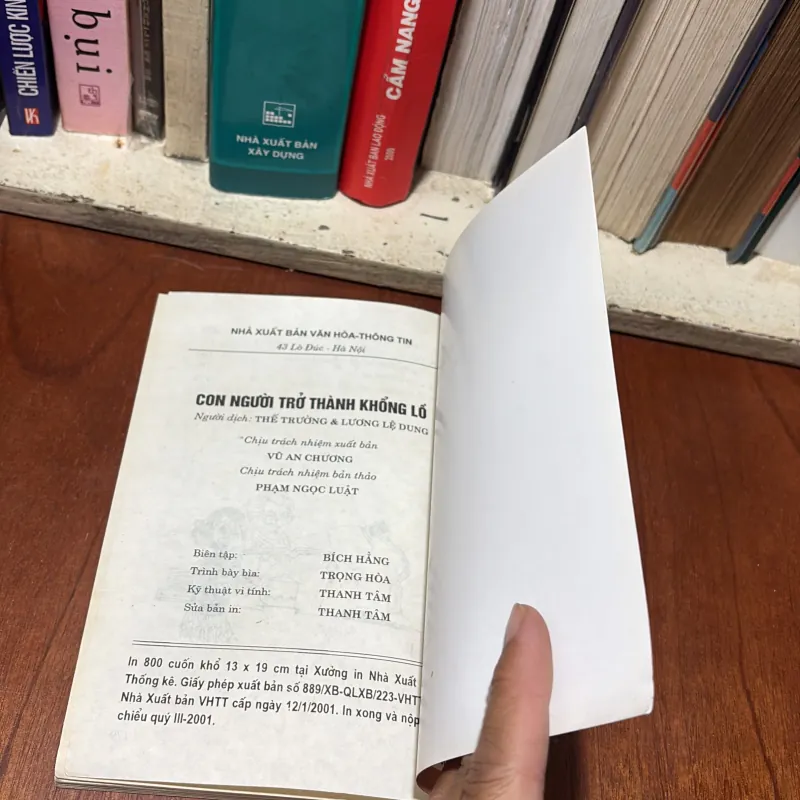 CHIẾN LƯỢC KIN
bụi
NHÀ XUẤT BẢN
XÂY DỰNG
CẨM NANG
NHÀ XUẤT BẢN LAO ĐỘNG
NHÀ XUẤT BẢN VĂN HÓA-THÔNG TIN
43 Lò Đúc - Hà Nội
CON NGƯỜI TRỞ THÀNH KHỔNG LỒ
Người dịch: THẾ TRƯỜNG & LƯƠNG LỆ DUNG
Chịu trách nhiệm xuất bản
VŨ AN CHƯƠNG
Chịu trách nhiệm bản thảo
PHẠM NGỌC LUẬT
Biên tập: BÍCH HẰNG
Trình bày bìa: TRỌNG HÒA
Kỹ thuật vi tính: THANH TÂM
Sửa bản in: THANH TÂM
In 800 cuốn khổ 13 x 19 cm tại Xưởng in Nhà Xuất
Thống kê. Giấy phép xuất bản số 889/XB-QLXB/223-VHTT
Nhà Xuất bản VHTT cấp ngày 12/1/2001. In xong và nộp
chiểu quý III-2001.